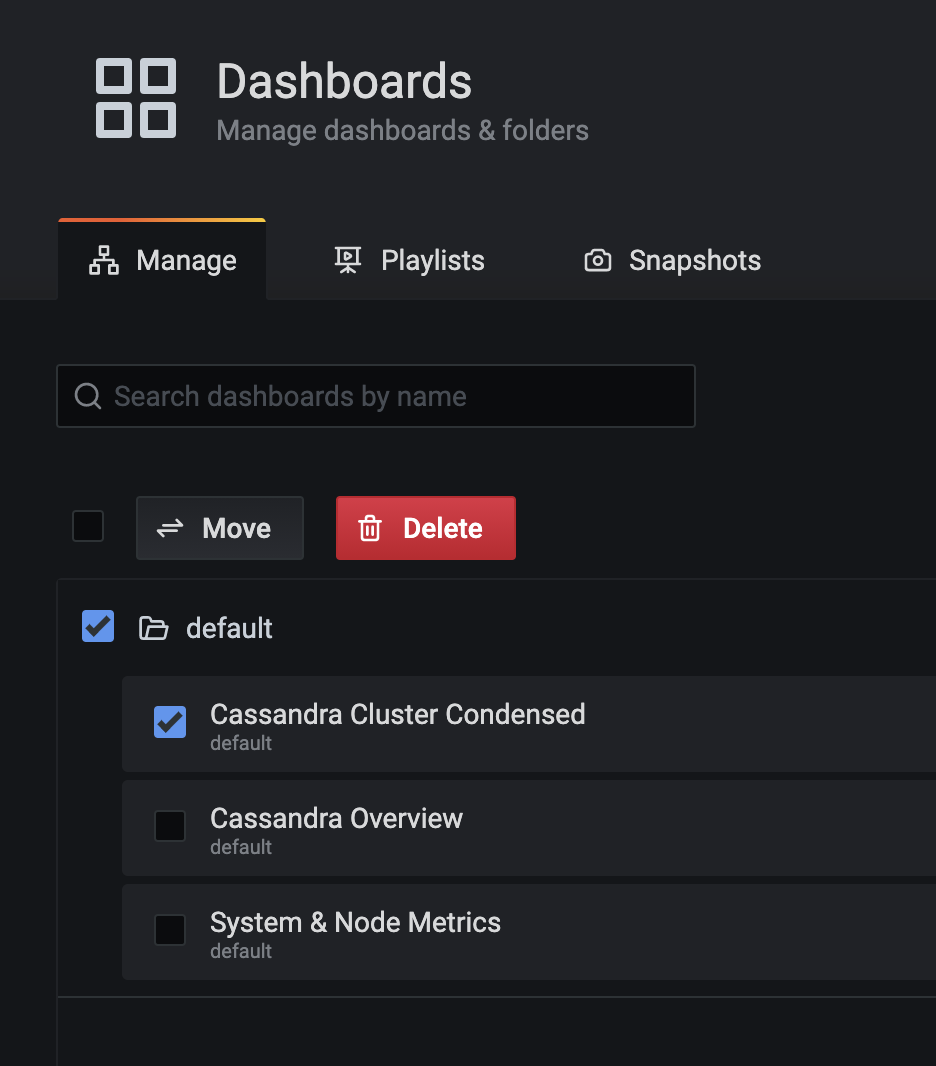 Dashboards
Manage dashboards & folders
Manage
Playlists
Snapshots
Search dashboards by name
Move
Delete
default
Cassandra Cluster Condensed
default
Cassandra Overview
default
System & Node Metrics
default